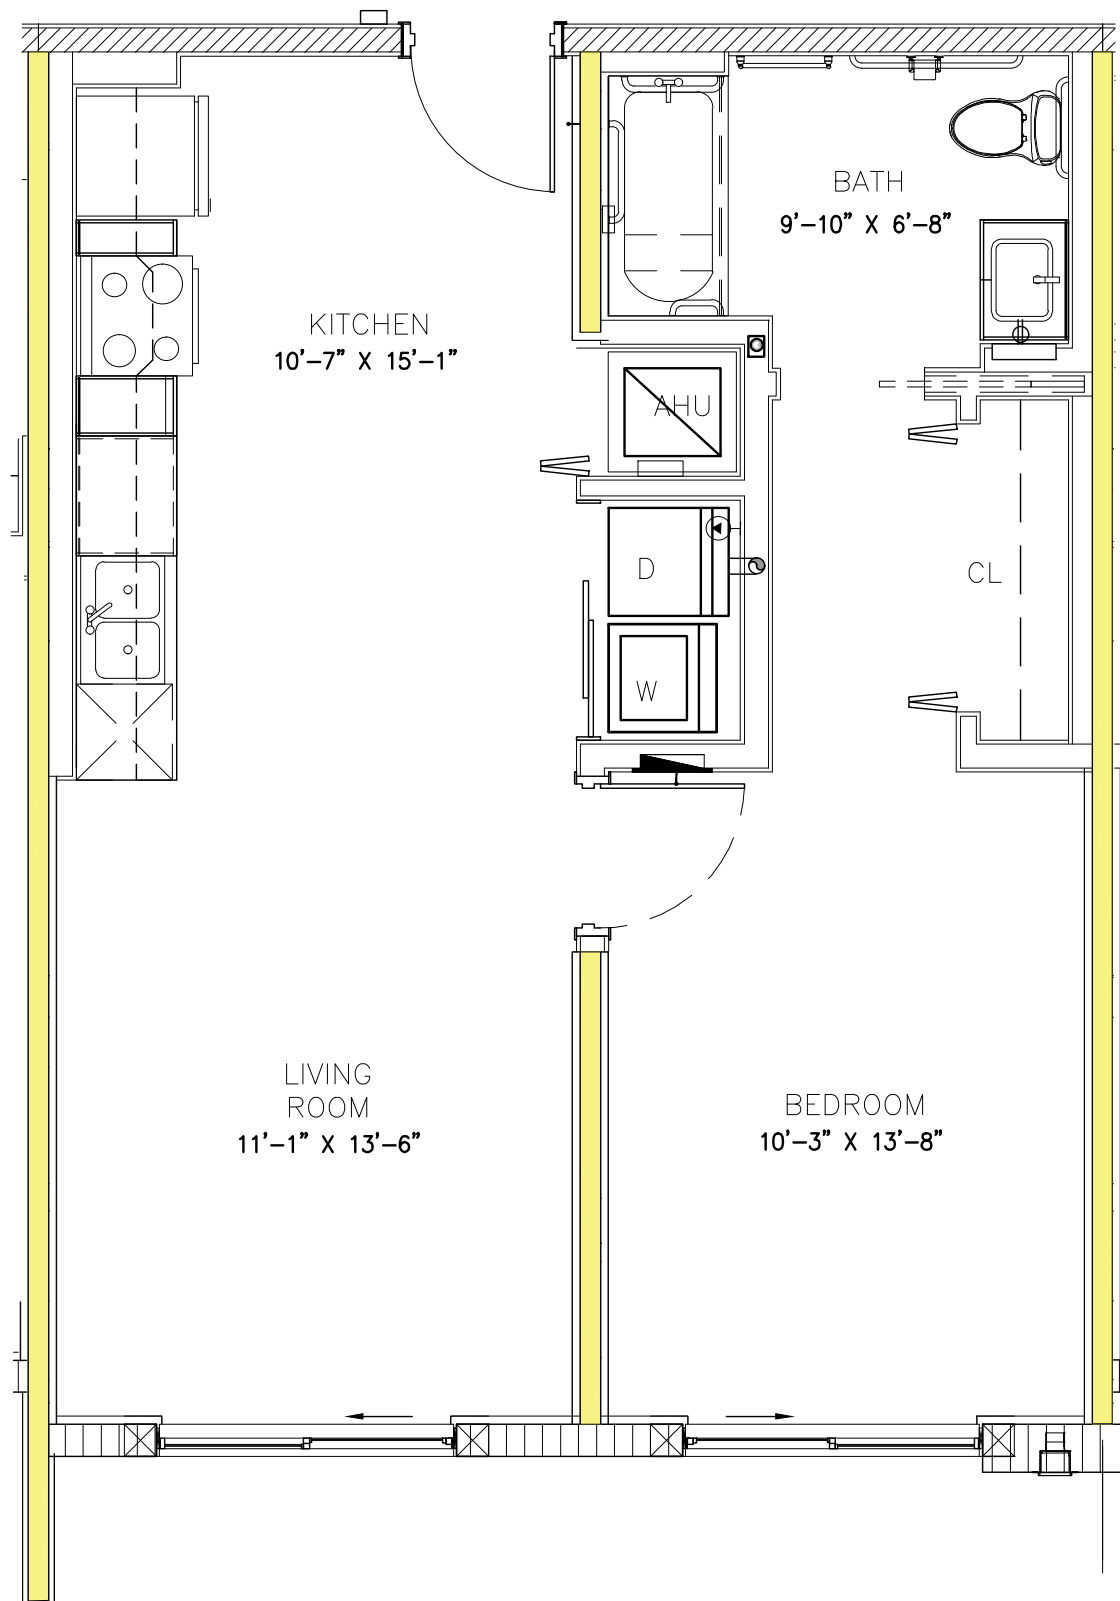 BATH
9'-10" X 6'-8"
KITCHEN
10'-7" X 15'-1"
AHU
D
CL
W
LIVING
ROOM
11'-1" X 13'-6"
BEDROOM
10'-3" X 13'-8"